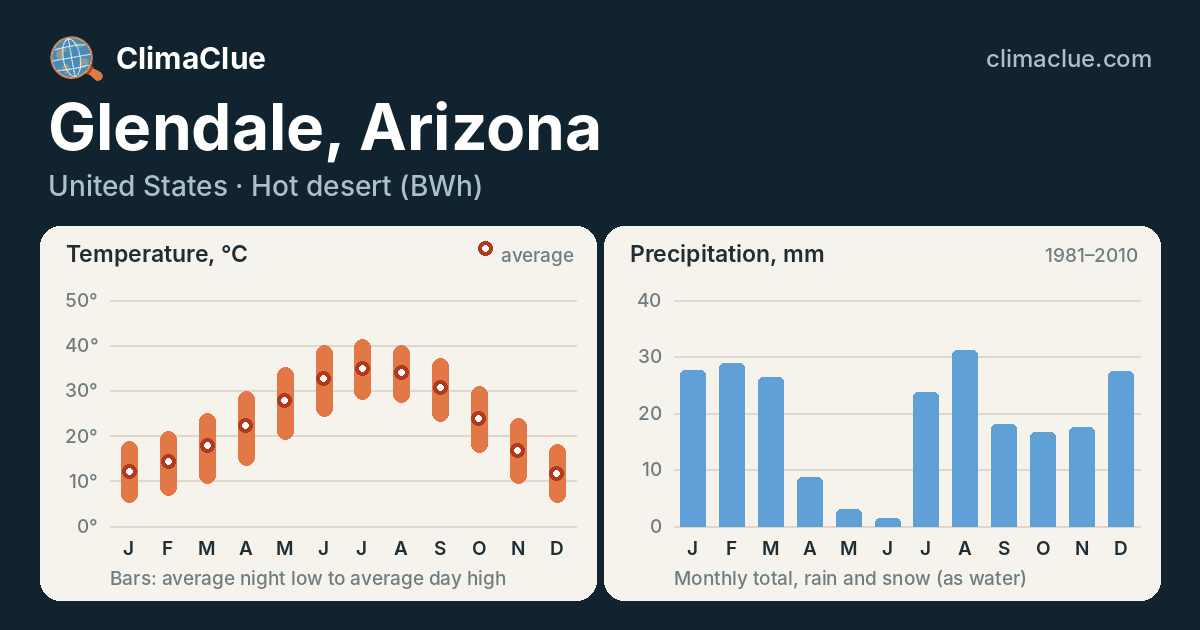 ClimaClue
climaclue.com
Glendale, Arizona
United States · Hot desert (BWh)
Temperature, °C
average
50°
40°
30°
20°
10°
0°
J F M A M J J A S O N D
Bars: average night low to average day high
Precipitation, mm
1981–2010
40
30
20
10
0
J F M A M J J A S O N D
Monthly total, rain and snow (as water)